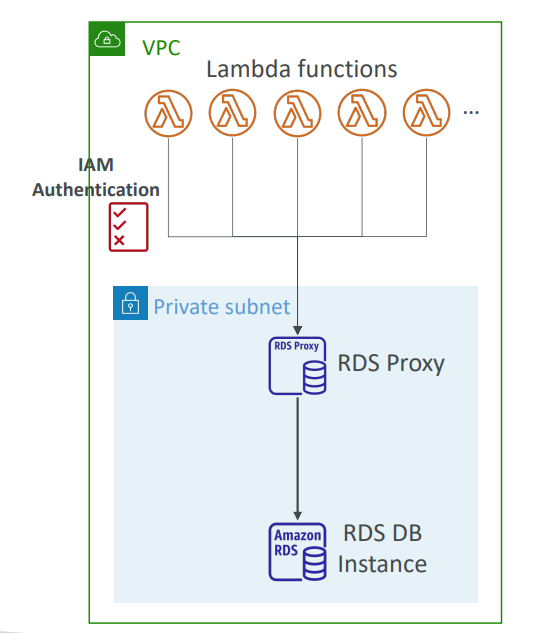 VPC
Lambda functions
...
IAM
Authentication
Private subnet
RDS Proxy
RDS Proxy
Amazon
RDS
RDS DB
Instance